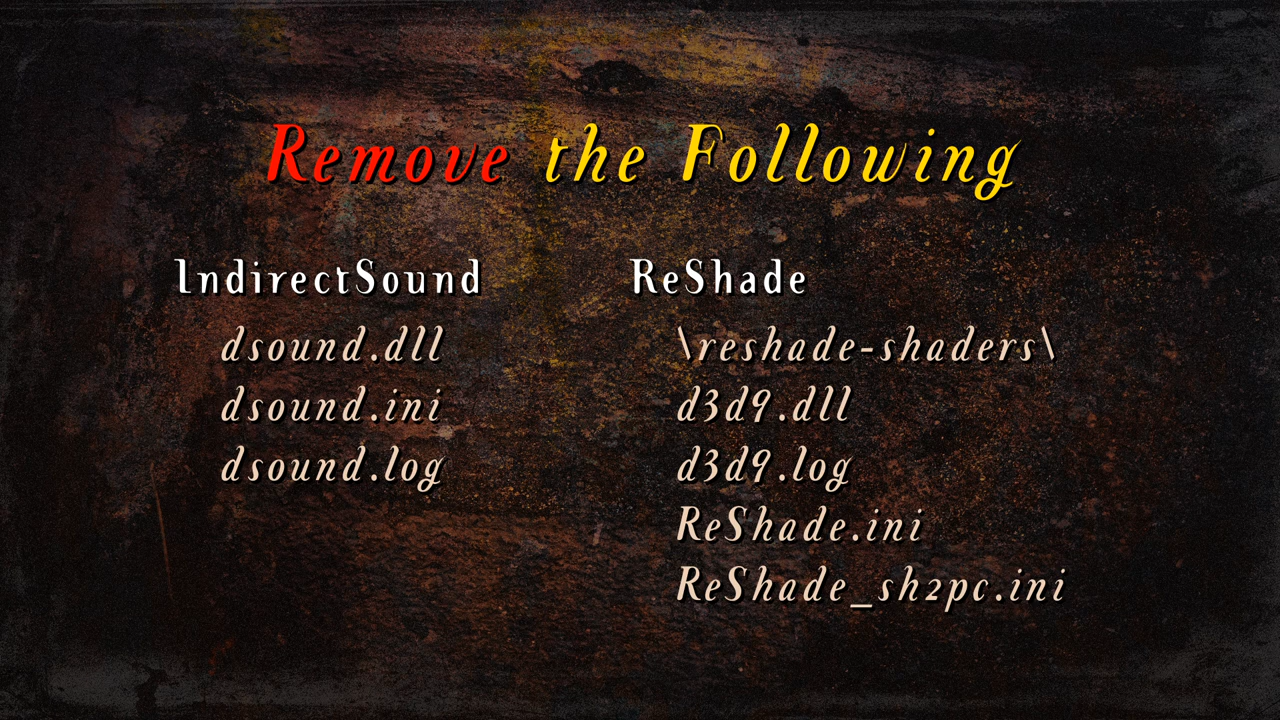 Remove the Following
IndirectSound
dsound.dll
dsound.ini
dsound.log
ReShade
\reshade-shaders\
d3d9.dll
d3d9.log
ReShade.ini
ReShade_sh2pc.ini